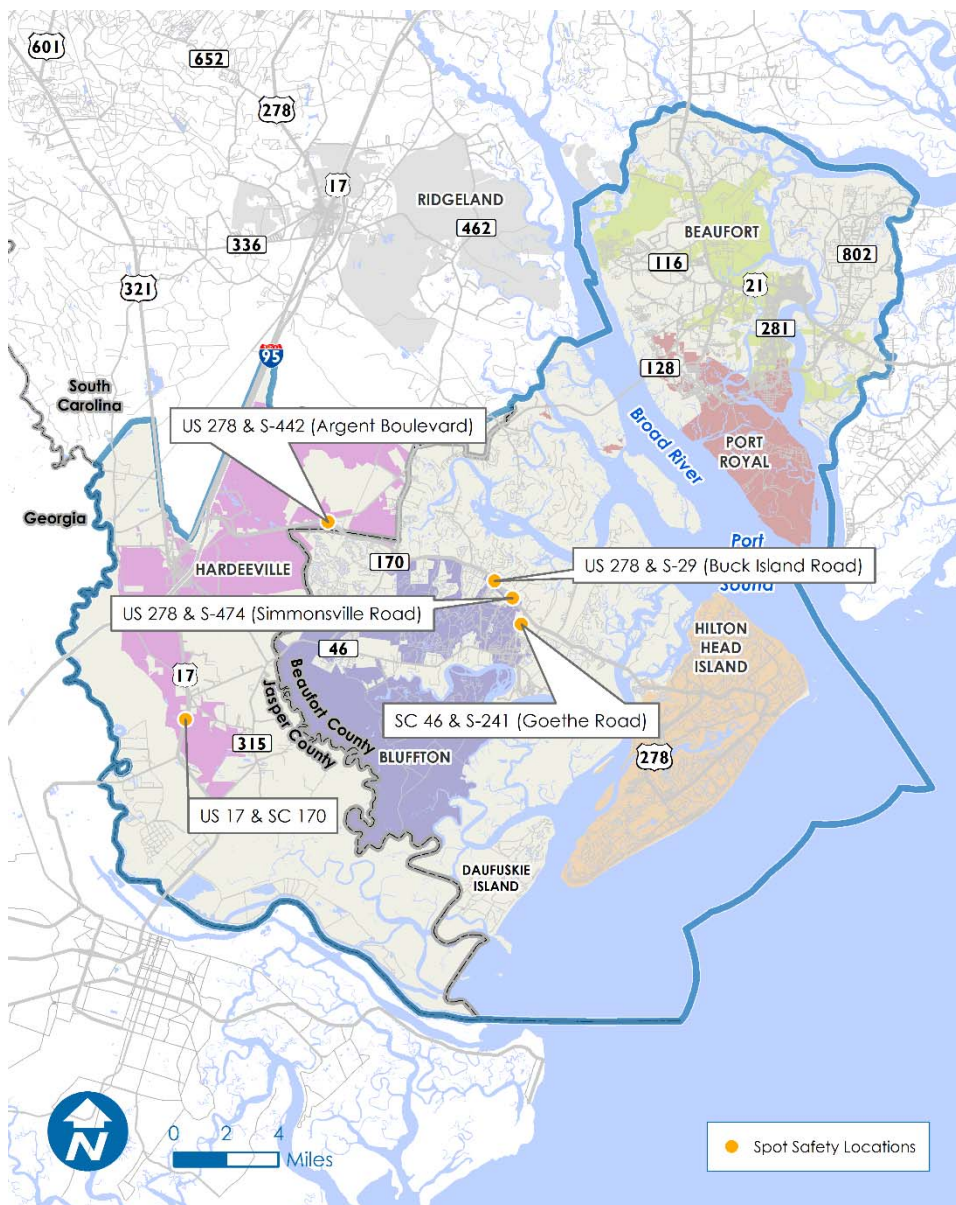 601
652
278
17
RIDGELAND
462
336
BEAUFORT
116
802
21
321
281
95
128
South
Carolina
US 278 & S-442 (Argent Boulevard)
Broad River
PORT
ROYAL
Georgia
Port
Sound
170
US 278 & S-29 (Buck Island Road)
HARDEEVILLE
US 278 & S-474 (Simmonsville Road)
HILTON
HEAD
ISLAND
46
17
Beaufort County
Jasper County
SC 46 & S-241 (Goethe Road)
315
BLUFFTON
278
US 17 & SC 170
DAUFUSKIE
ISLAND
N
0 2 4
Miles
Spot Safety Locations